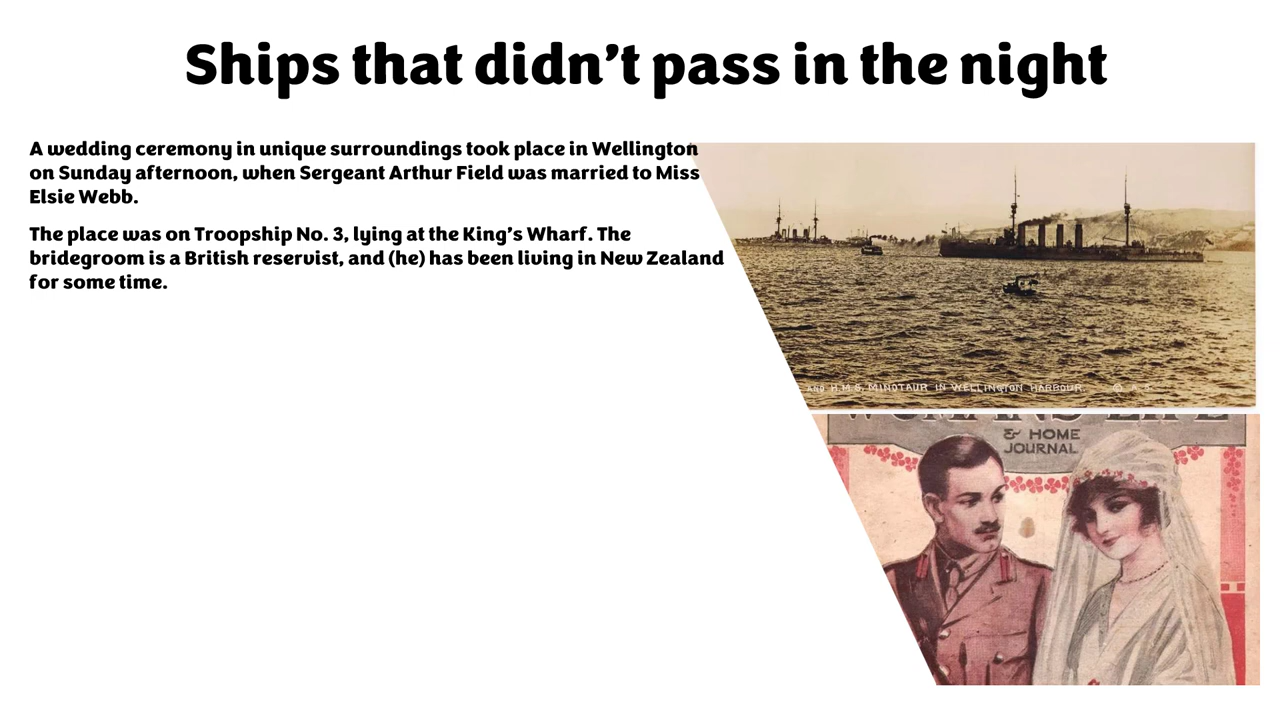 Ships that didn’t pass in the night
A wedding ceremony in unique surroundings took place in Wellington
on Sunday afternoon, when Sergeant Arthur Field was married to Miss
Elsie Webb.
The place was on Troopship No. 3, lying at the King’s Wharf. The
bridegroom is a British reservist, and (he) has been living in New Zealand
for some time.
AND H.M.S. MINOTAUR IN WELLINGTON HARBOUR.
& HOME
JOURNAL